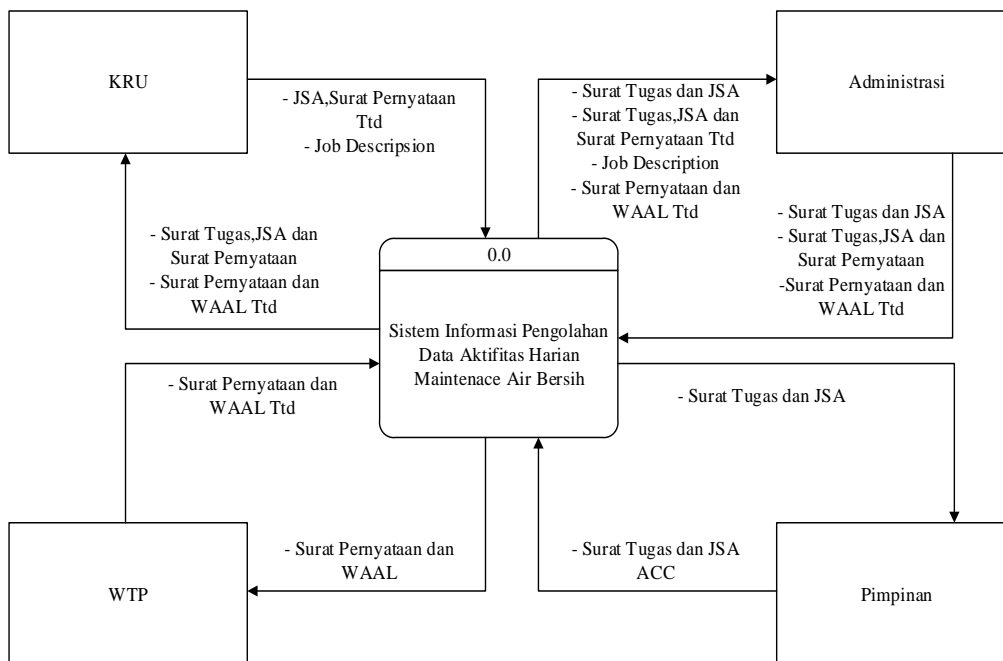 KRU
- JSA,Surat Pernyataan
Ttd
- Job Descripsion
- Surat Tugas dan JSA
- Surat Tugas,JSA dan
Surat Pernyataan Ttd
- Job Description
- Surat Pernyataan dan
WAAL Ttd
Administrasi
- Surat Tugas,JSA dan
Surat Pernyataan
- Surat Pernyataan dan
WAAL Ttd
0.0
Sistem Informasi Pengolahan
Data Aktifitas Harian
Maintenace Air Bersih
- Surat Tugas dan JSA
- Surat Tugas,JSA dan
Surat Pernyataan
-Surat Pernyataan dan
WAAL Ttd
- Surat Pernyataan dan
WAAL Ttd
- Surat Tugas dan JSA
WTP
- Surat Pernyataan dan
WAAL
- Surat Tugas dan JSA
ACC
Pimpinan